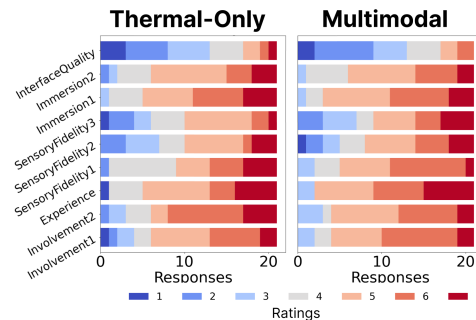 Thermal-Only Multimodal
InterfaceQuality
Immersion2
Immersion1
SensoryFidelity3
SensoryFidelity2
SensoryFidelity1
Experience
Involvement2
Involvement1
0 10 20 0 10 20
Responses Responses
1 2 3 4 5 6
Ratings